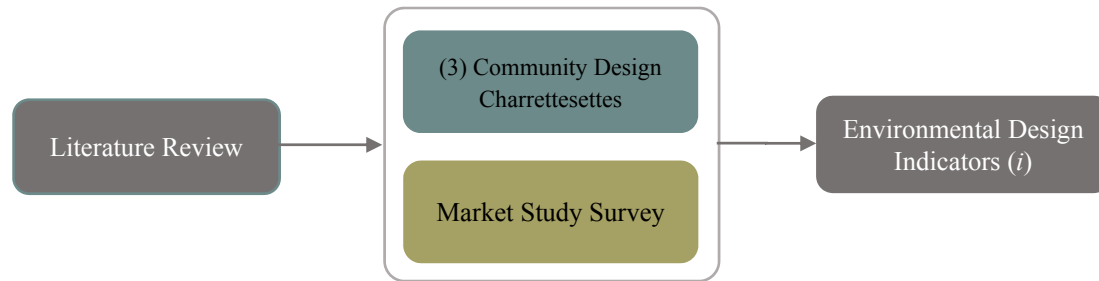 Literature Review
(3) Community Design
Charrettesettes
Market Study Survey
Environmental Design
Indicators (i)